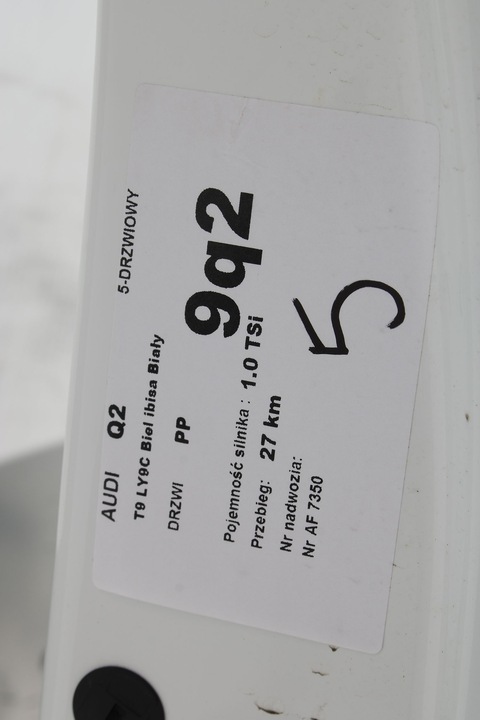 AUDI Q2 5-DRZWIOWY
T9 LY9C Biel ibisa Biały
DRZWI PP
9q2
Pojemność silnika : 1.0 TSi
Przebieg: 27 km
Nr nadwozia:
Nr AF 7350
5